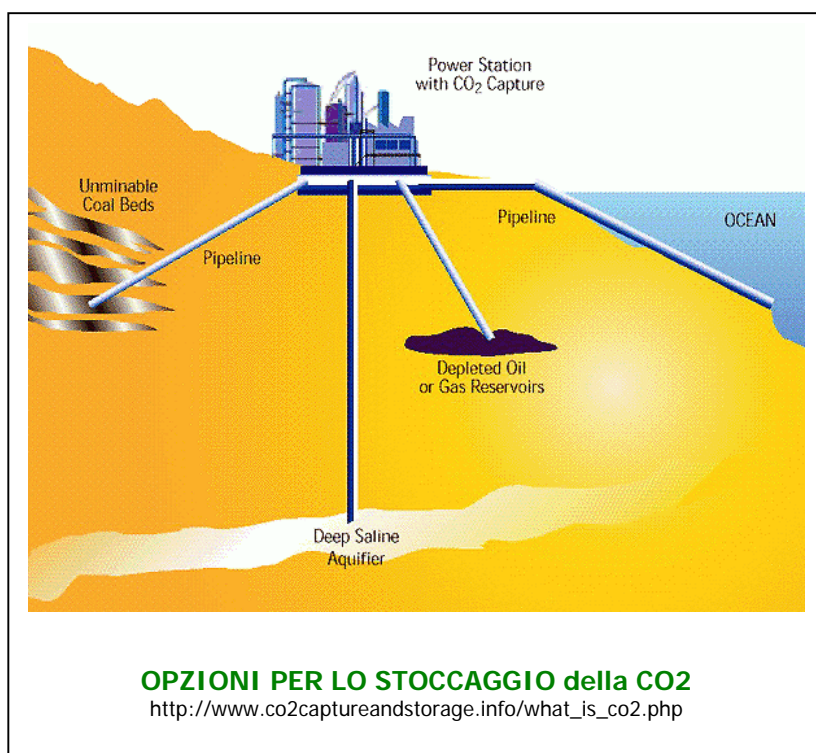 Power Station
with CO2 Capture
Unminable
Coal Beds
Pipeline
Pipeline
OCEAN
Depleted Oil
or Gas Reservoirs
Deep Saline
Aquifier
OPZIONI PER LO STOCCAGGIO della CO2
http://www.co2captureandstorage.info/what_is_co2.php